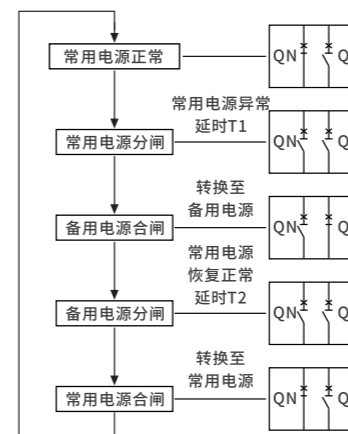 常用电源正常
QN
Q
常用电源异常
延时T1
常用电源分闸
QN
Q
转换至
备用电源
备用电源合闸
QN
Q
常用电源
恢复正常
延时T2
备用电源分闸
QN
Q
转换至
常用电源
常用电源合闸
QN
Q